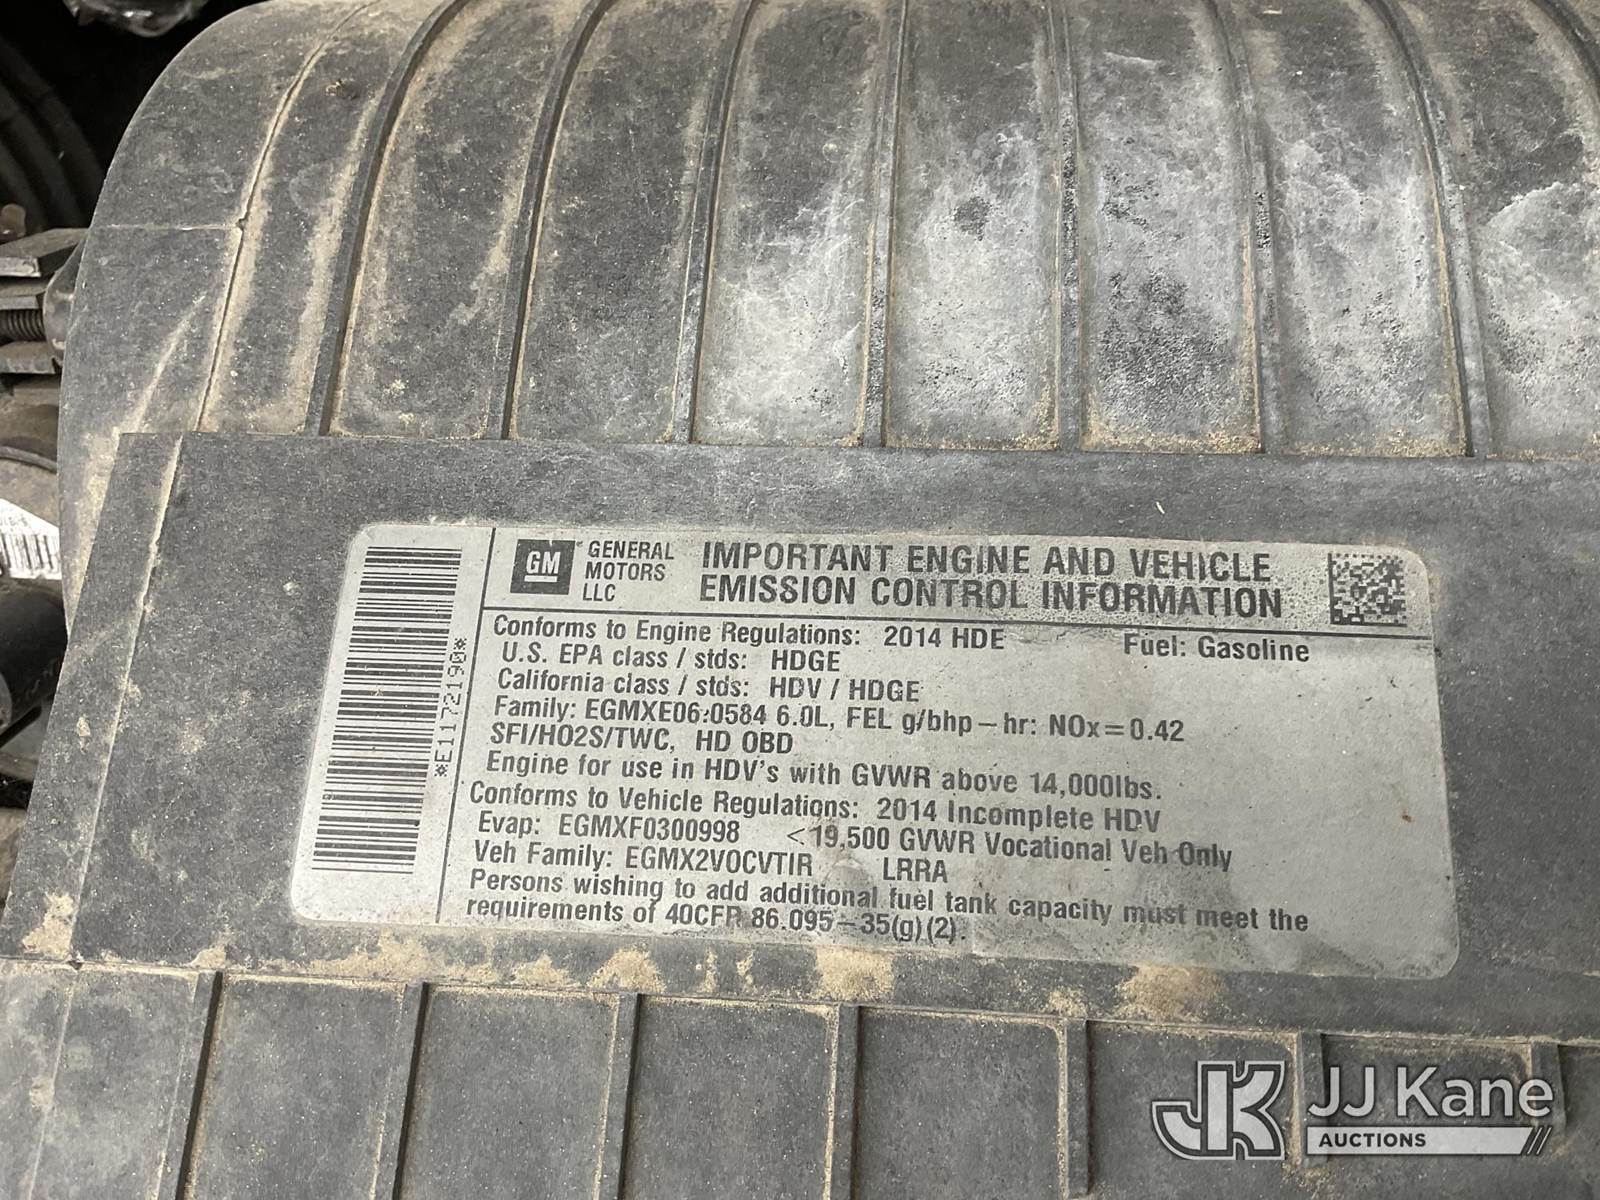 GM GENERAL MOTORS LLC
IMPORTANT ENGINE AND VEHICLE
EMISSION CONTROL INFORMATION
Conforms to Engine Regulations: 2014 HDE Fuel: Gasoline
U.S. EPA class / stds: HDGE
California class / stds: HDV / HDGE
Family: EGMXE06.0584 6.0L, FEL g/bhp-hr: NOx=0.42
SFI/HO2S/TWC, HD OBD
Engine for use in HDV's with GVWR above 14,000lbs.
Conforms to Vehicle Regulations: 2014 Incomplete HDV
Evap: EGMXF0300998 <19,500 GVWR Vocational Veh Only
Veh Family: EGMX2VOCVTIR LRRA
Persons wishing to add additional fuel tank capacity must meet the
requirements of 40CFR 86.095-35(g)(2).
*E1172190*
JK JJ Kane
AUCTIONS